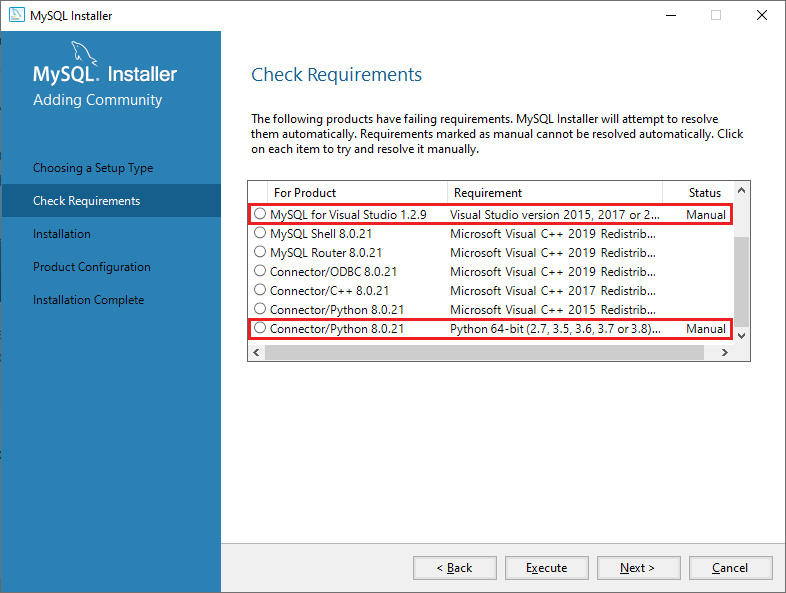 MySQL Installer
MySQL. Installer
Adding Community
Choosing a Setup Type
Check Requirements
Installation
Product Configuration
Installation Complete
Check Requirements
The following products have failing requirements. MySQL Installer will attempt to resolve
them automatically. Requirements marked as manual cannot be resolved automatically. Click
on each item to try and resolve it manually.
For Product Requirement Status
MySQL for Visual Studio 1.2.9 Visual Studio version 2015, 2017 or 2... Manual
MySQL Shell 8.0.21 Microsoft Visual C++ 2019 Redistrib...
MySQL Router 8.0.21 Microsoft Visual C++ 2019 Redistrib...
Connector/ODBC 8.0.21 Microsoft Visual C++ 2019 Redistrib...
Connector/C++ 8.0.21 Microsoft Visual C++ 2017 Redistrib...
Connector/Python 8.0.21 Microsoft Visual C++ 2015 Redistrib...
Connector/Python 8.0.21 Python 64-bit (2.7, 3.5, 3.6, 3.7 or 3.8)... Manual
< Back Execute Next > Cancel